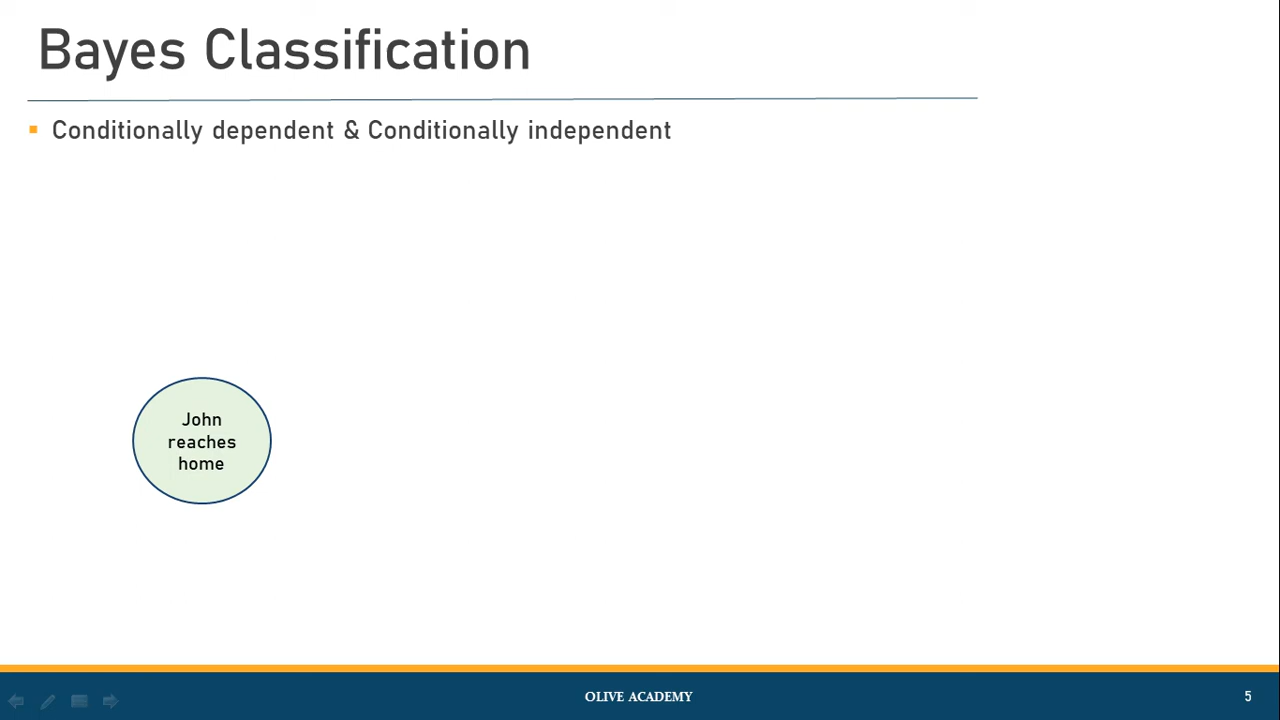 Bayes Classification
Conditionally dependent & Conditionally independent
John
reaches
home
OLIVE ACADEMY
5